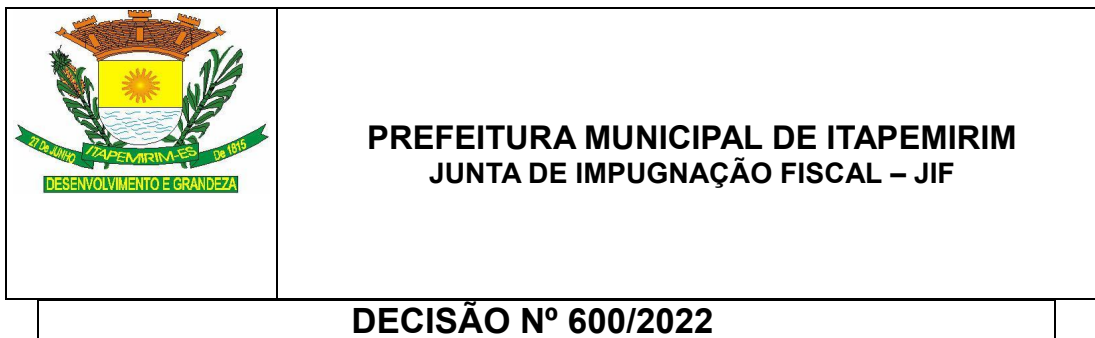 27 De JUNHO ITAPEMIRIM-ES De 1815
DESENVOLVIMENTO E GRANDEZA
PREFEITURA MUNICIPAL DE ITAPEMIRIM
JUNTA DE IMPUGNAÇÃO FISCAL – JIF
DECISÃO Nº 600/2022